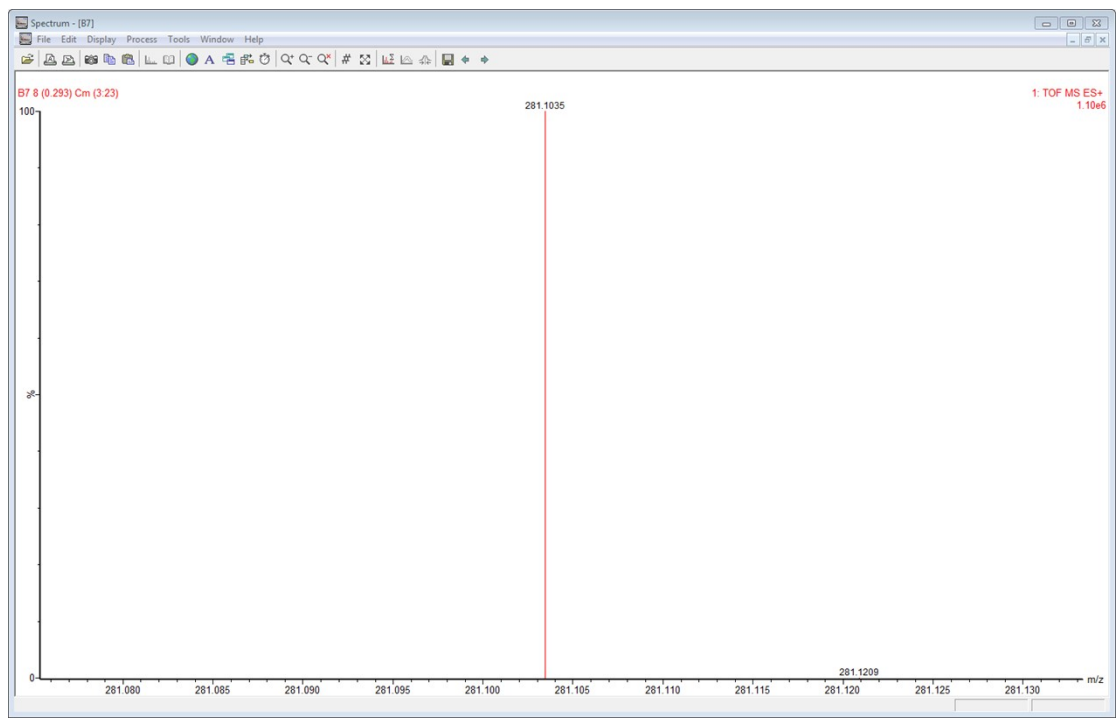 Spectrum - [B7]
File Edit Display Process Tools Window Help
B7 8 (0.293) Cm (3:23)
1: TOF MS ES+
1.10e6
281.1035
100
%
0
281.1209
281.080 281.085 281.090 281.095 281.100 281.105 281.110 281.115 281.120 281.125 281.130
m/z